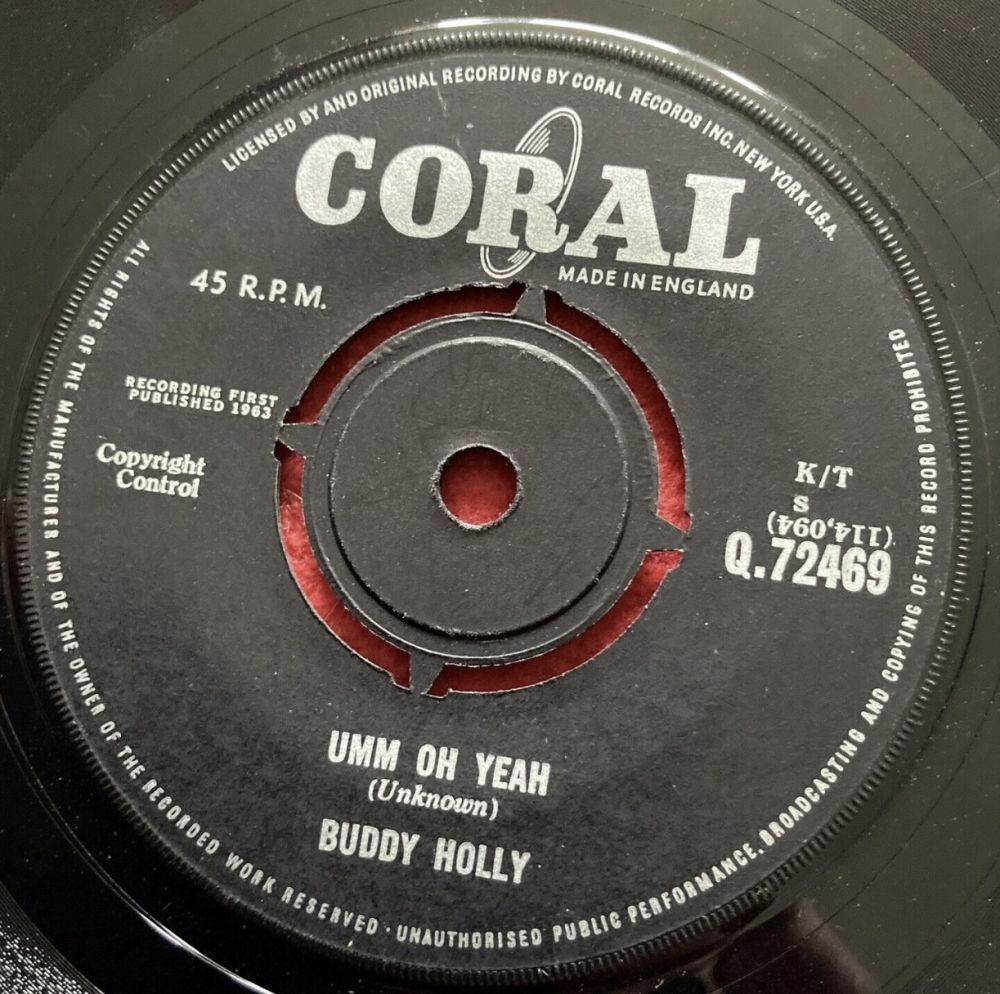 LICENSED BY AND ORIGINAL RECORDING BY CORAL RECORDS INC, NEW YORK U.S.A.
CORAL
MADE IN ENGLAND
45 R.P.M.
RECORDING FIRST
PUBLISHED 1963
Copyright
Control
K/T
S
(114,094)
Q.72469
UMM OH YEAH
(Unknown)
BUDDY HOLLY
ALL RIGHTS OF THE MANUFACTURER AND OF THE OWNER OF THE RECORDED WORK RESERVED · UNAUTHORISED PUBLIC PERFORMANCE, BROADCASTING AND COPYING OF THIS RECORD PROHIBITED